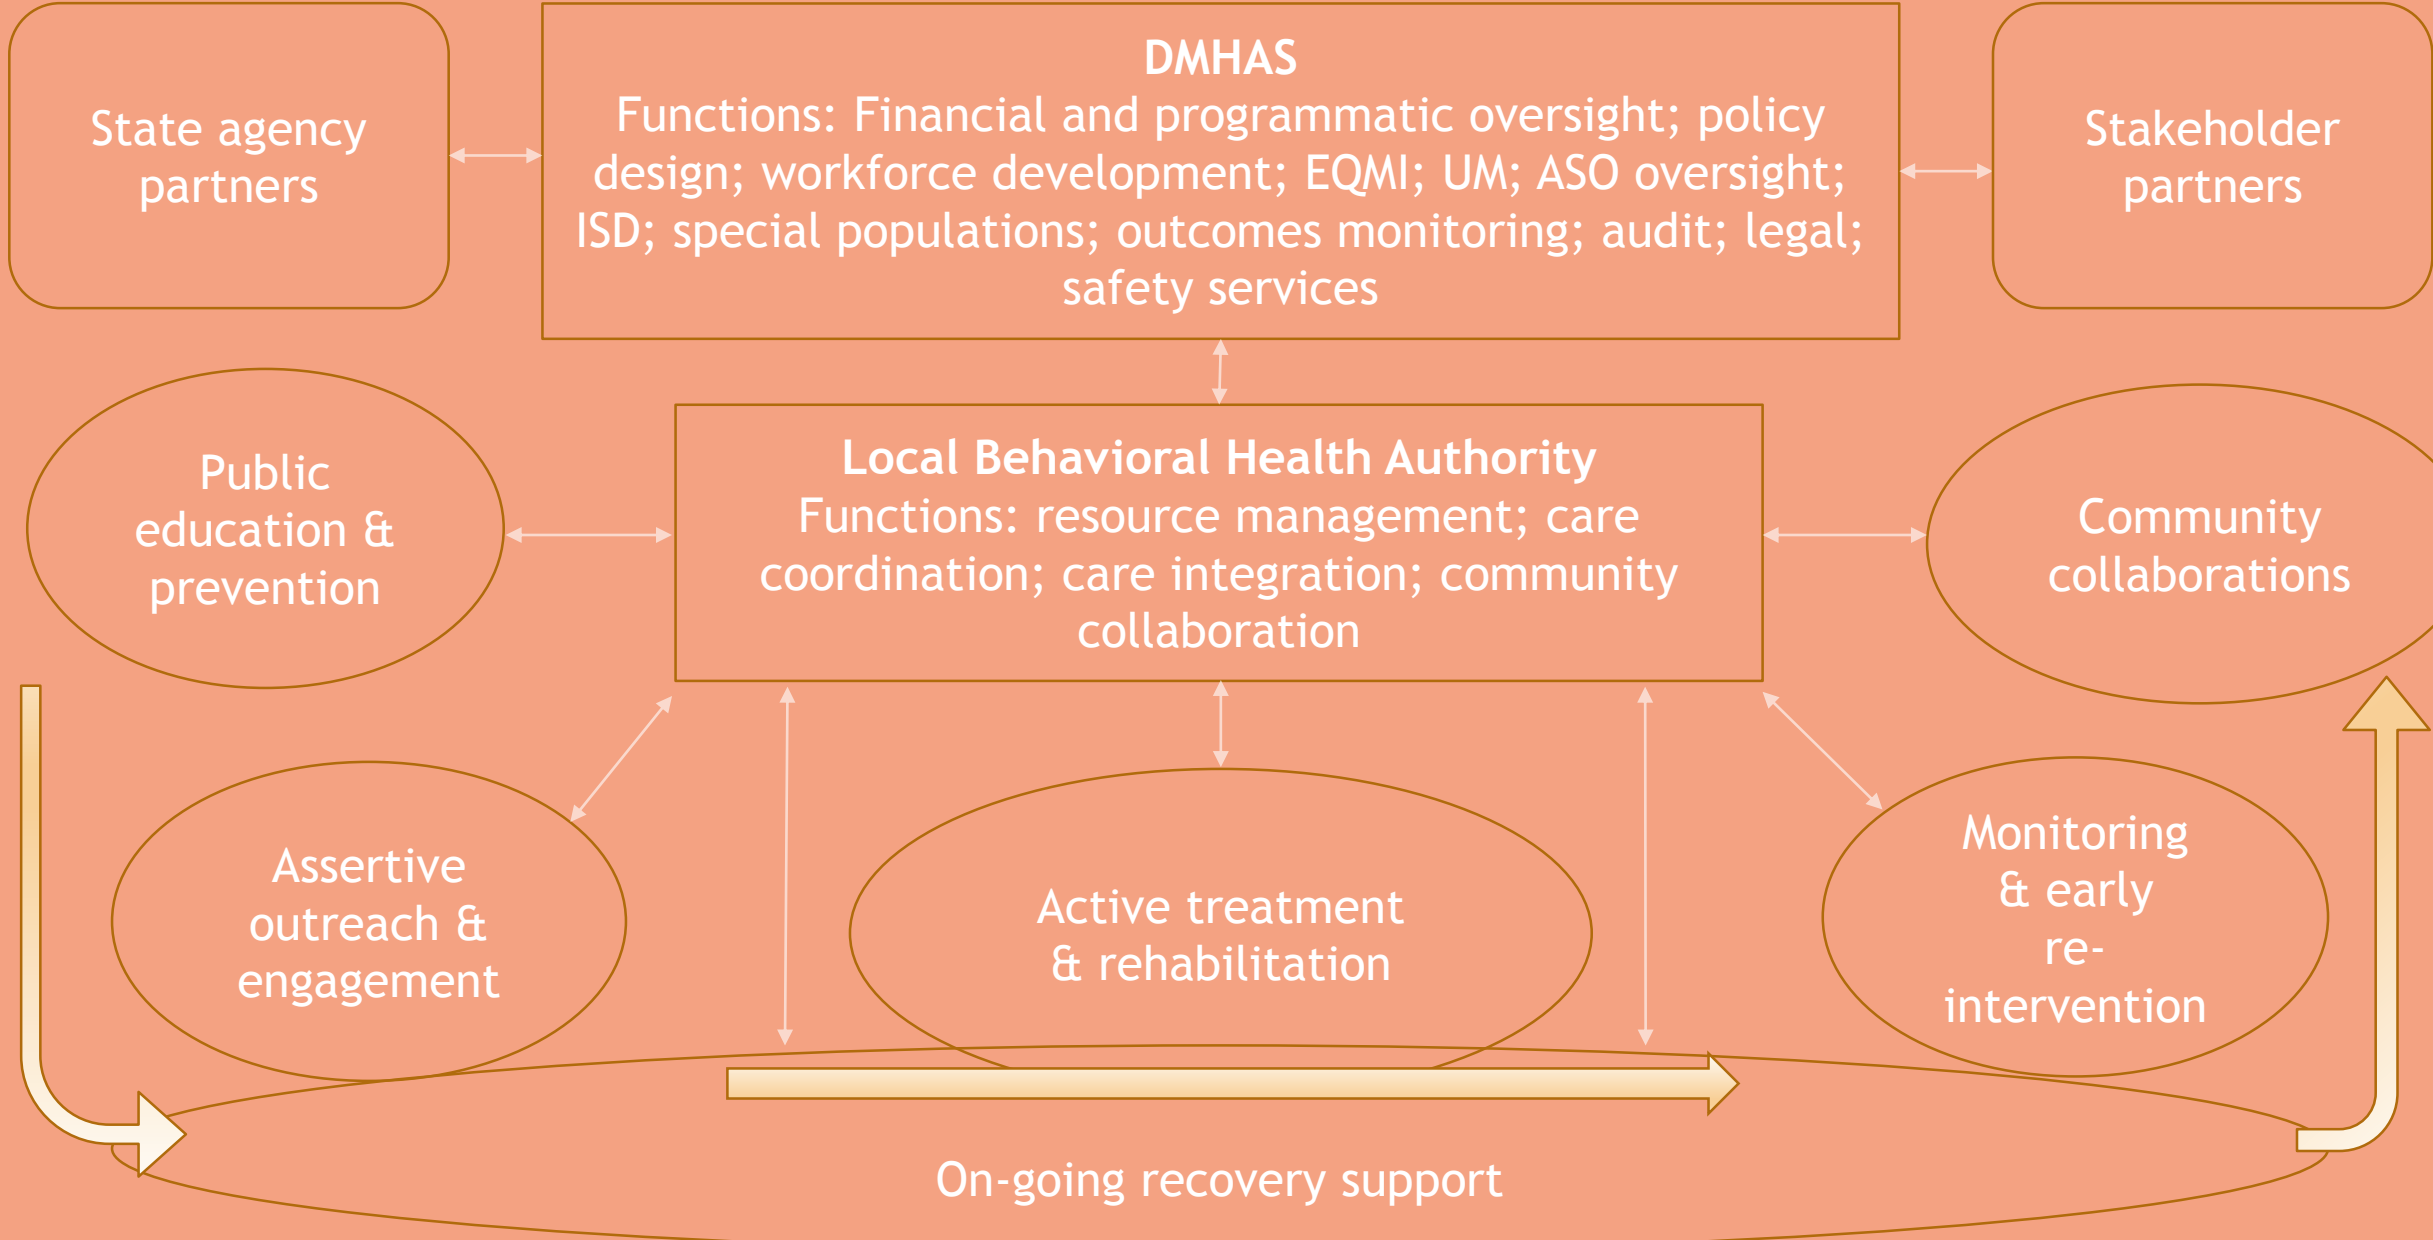 State agency
partners
DMHAS
Functions: Financial and programmatic oversight; policy
design; workforce development; EQMI; UM; ASO oversight;
ISD; special populations; outcomes monitoring; audit; legal;
safety services
Stakeholder
partners
Public
education &
prevention
Local Behavioral Health Authority
Functions: resource management; care
coordination; care integration; community
collaboration
Community
collaborations
Assertive
outreach &
engagement
Active treatment
& rehabilitation
Monitoring
& early
re-
intervention
On-going recovery support